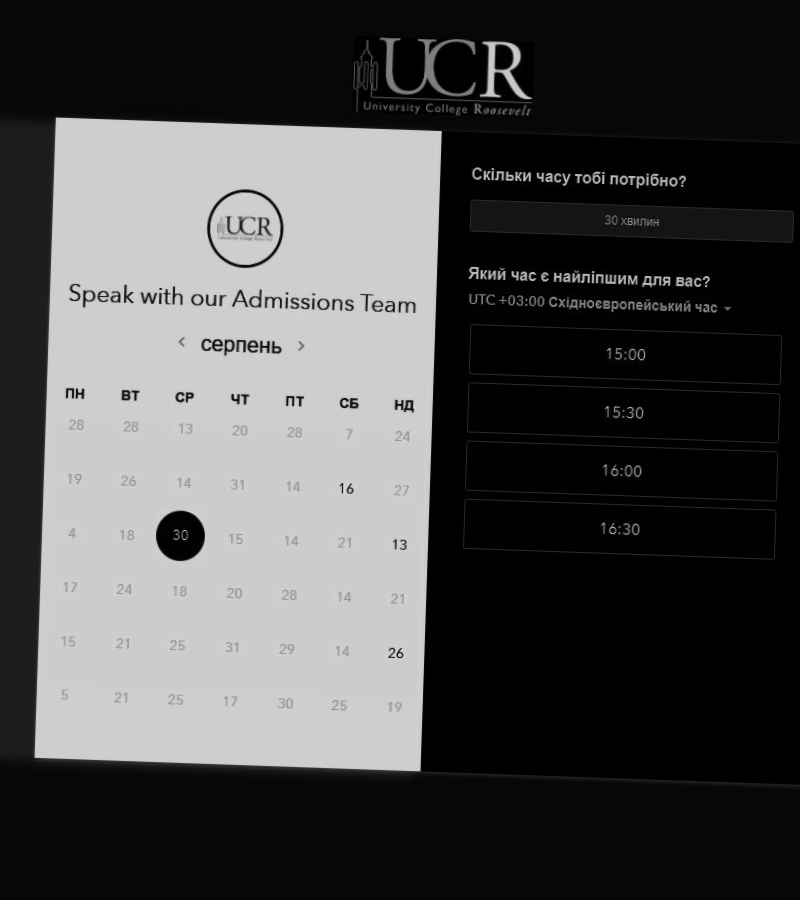 UCR
University College Roosevelt
UCR
Speak with our Admissions Team
< серпень >
ПН ВТ СР ЧТ ПТ СБ НД
28 28 13 20 28 7 24
19 26 14 31 14 16 27
4 18 30 15 14 21 13
17 24 18 20 28 14 21
15 21 25 31 29 14 26
5 21 25 17 30 25 19
Скільки часу тобі потрібно?
30 хвилин
Який час є найліпшим для вас?
UTC +03:00 Східноєвропейський час
15:00
15:30
16:00
16:30